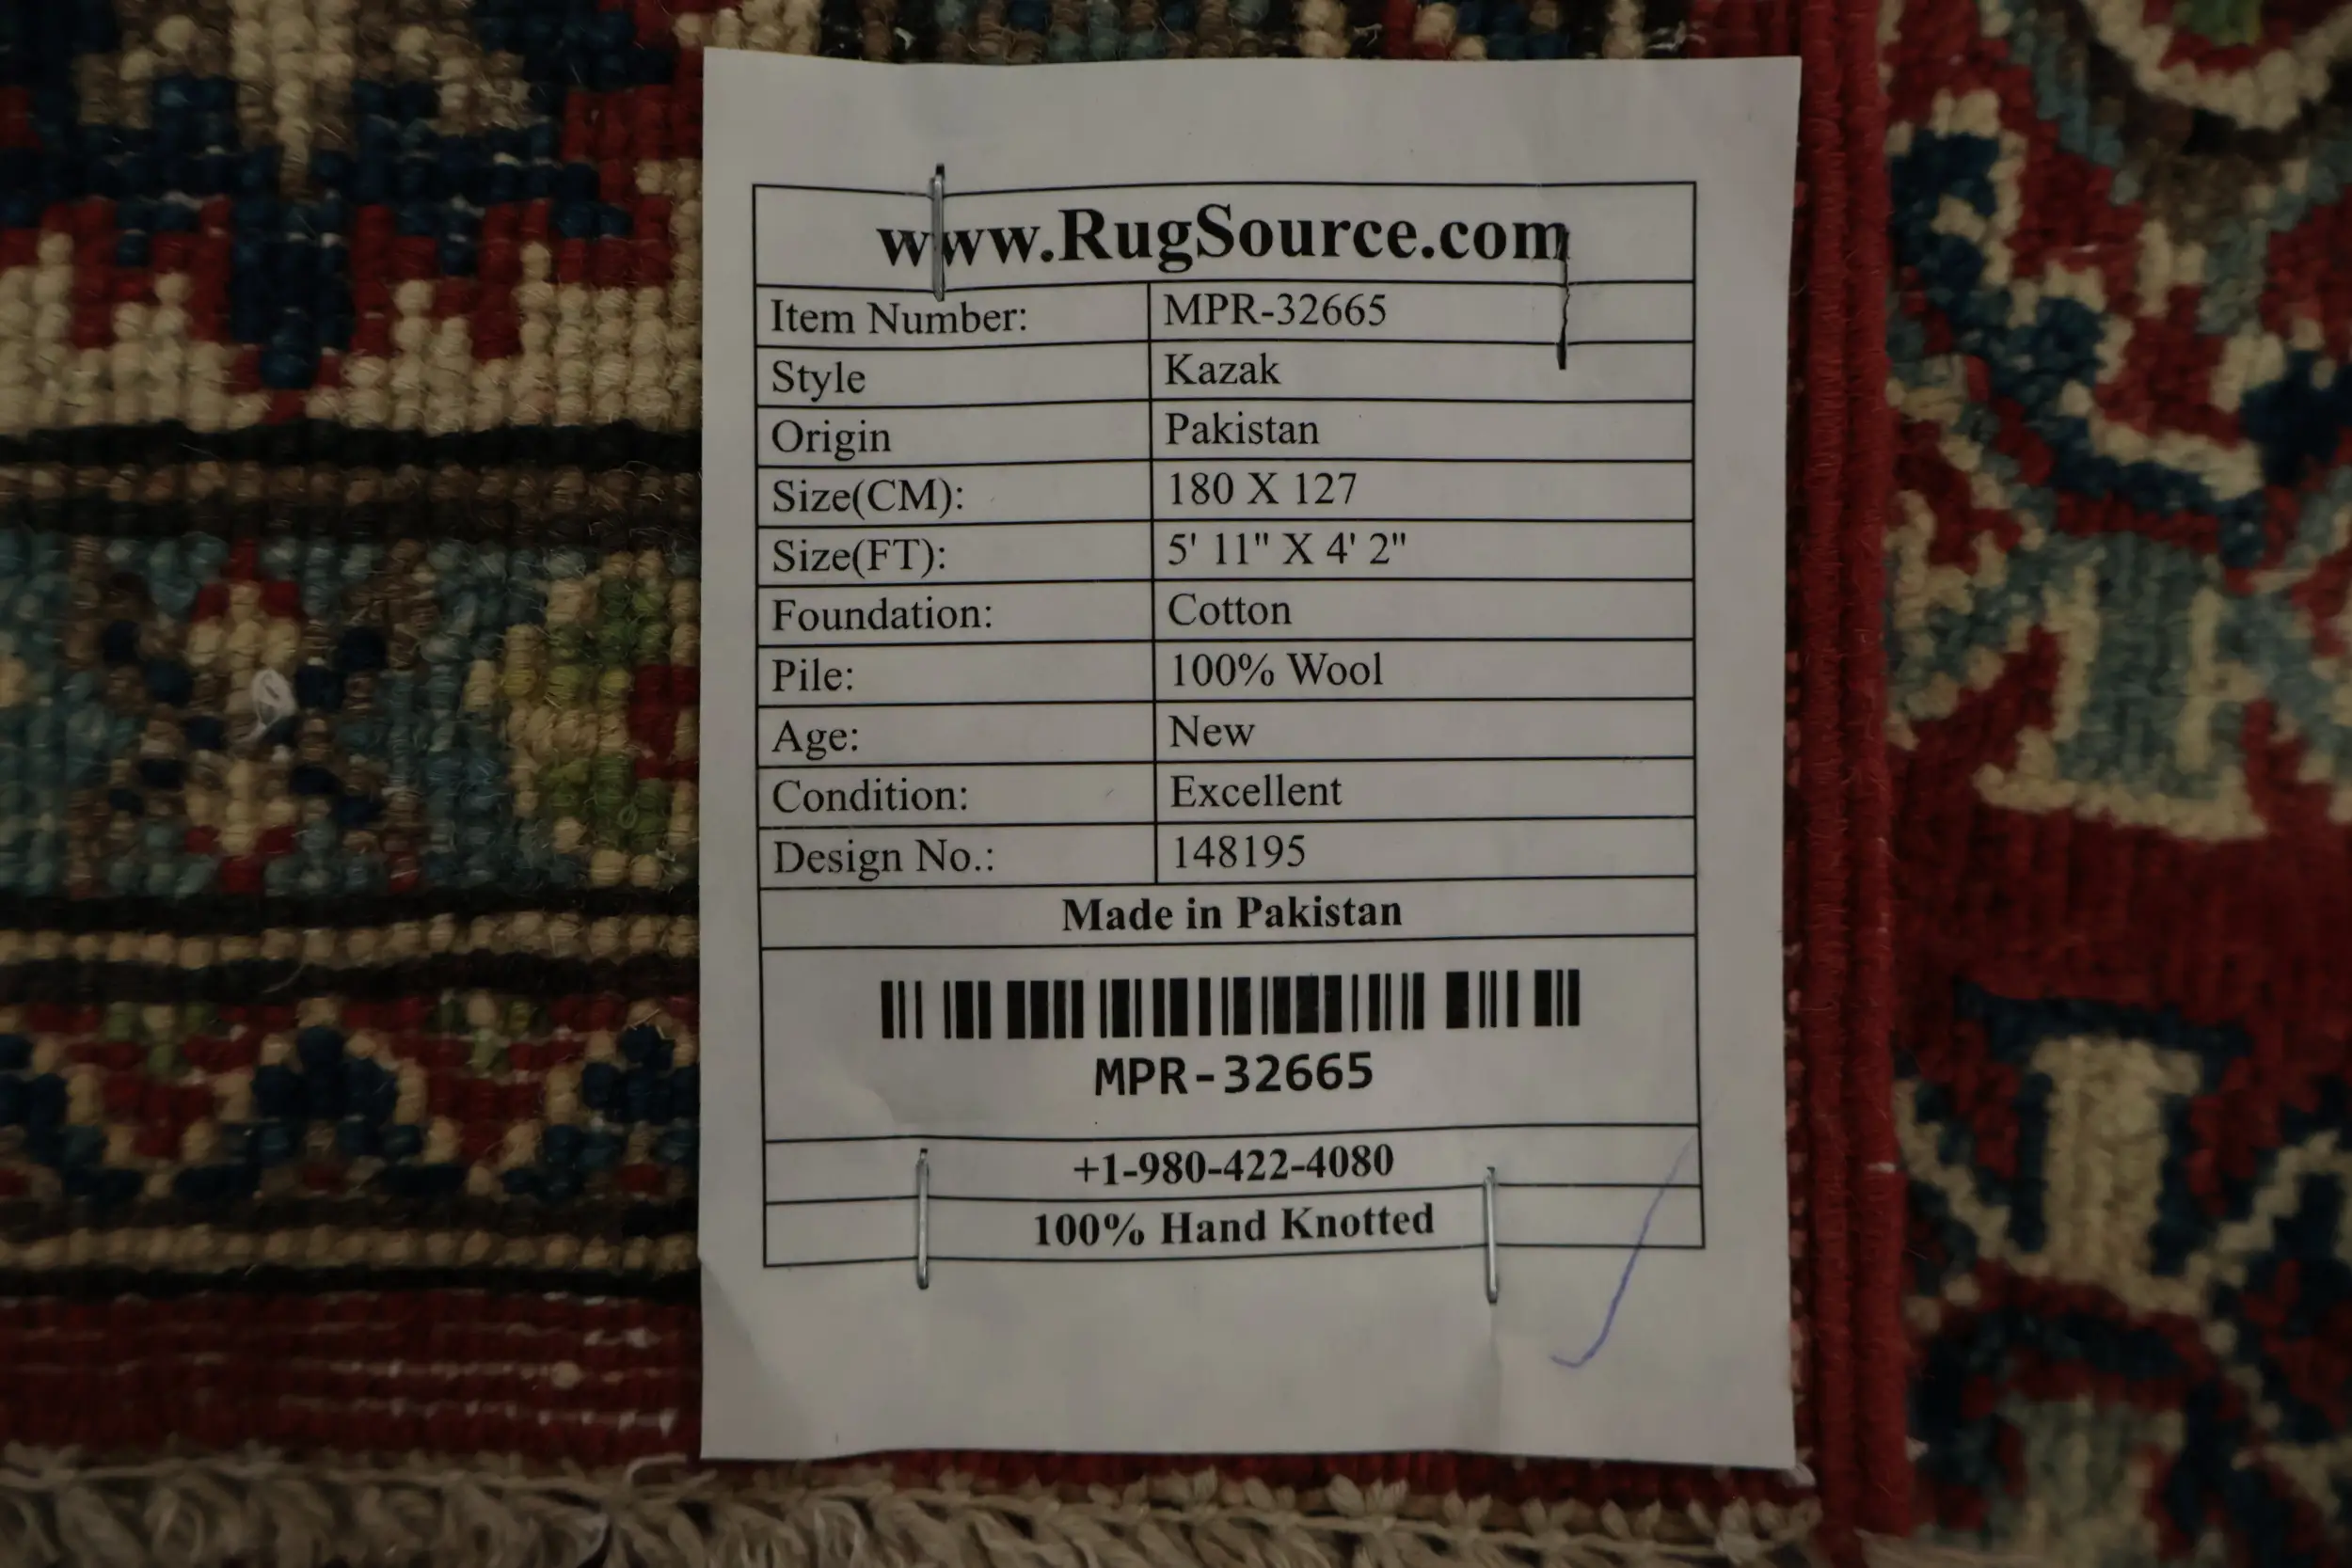 www.RugSource.com
Item Number: MPR-32665
Style Kazak
Origin Pakistan
Size(CM): 180 X 127
Size(FT): 5' 11" X 4' 2"
Foundation: Cotton
Pile: 100% Wool
Age: New
Condition: Excellent
Design No.: 148195
Made in Pakistan
MPR-32665
+1-980-422-4080
100% Hand Knotted